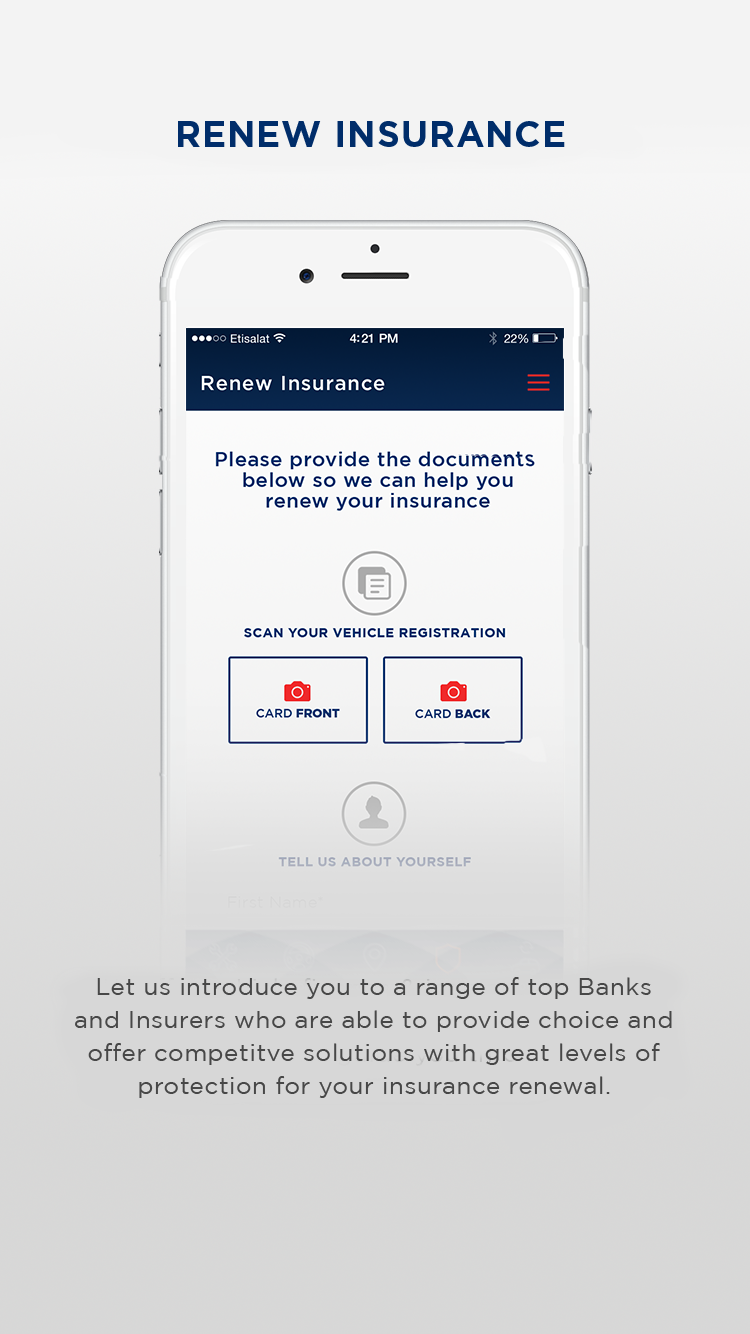 RENEW INSURANCE
Etisalat 4:21 PM 22%
Renew Insurance
Please provide the documents
below so we can help you
renew your insurance
SCAN YOUR VEHICLE REGISTRATION
CARD FRONT CARD BACK
TELL US ABOUT YOURSELF
First Name*
Let us introduce you to a range of top Banks
and Insurers who are able to provide choice and
offer competitve solutions with great levels of
protection for your insurance renewal.